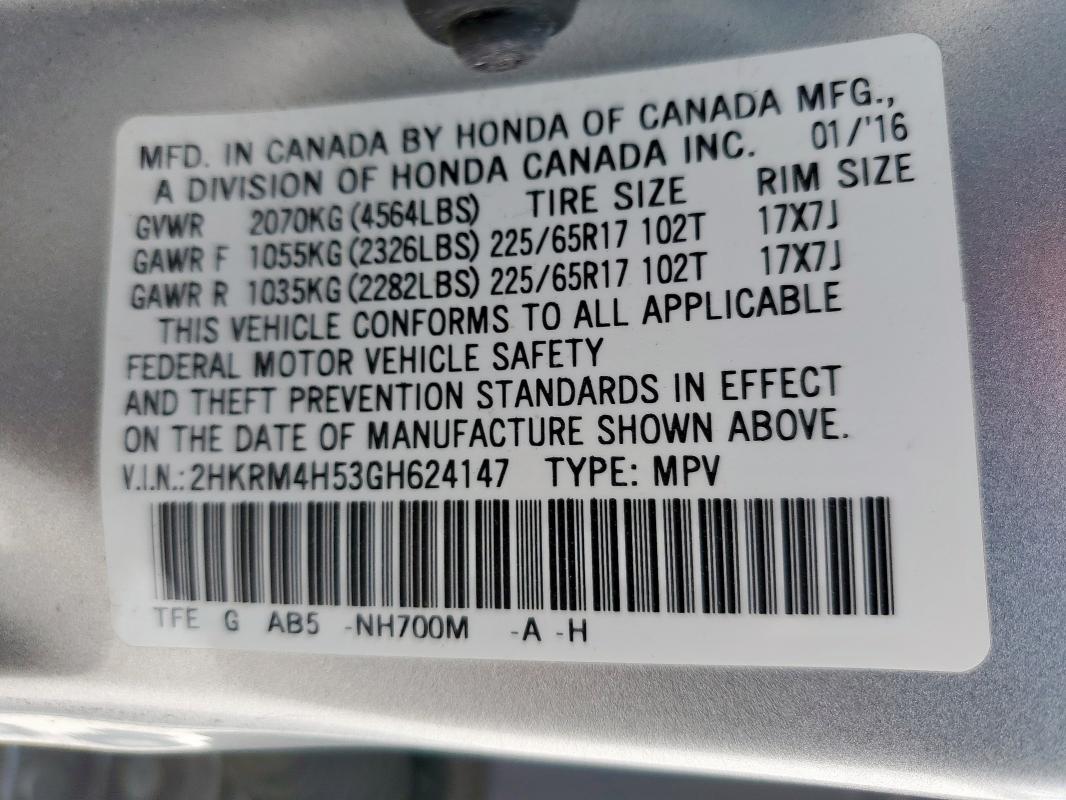 MFD. IN CANADA BY HONDA OF CANADA MFG.,
A DIVISION OF HONDA CANADA INC. 01/'16
GVWR 2070KG (4564LBS) TIRE SIZE RIM SIZE
GAWR F 1055KG (2326LBS) 225/65R17 102T 17X7J
GAWR R 1035KG (2282LBS) 225/65R17 102T 17X7J
THIS VEHICLE CONFORMS TO ALL APPLICABLE
FEDERAL MOTOR VEHICLE SAFETY
AND THEFT PREVENTION STANDARDS IN EFFECT
ON THE DATE OF MANUFACTURE SHOWN ABOVE.
V.I.N.: 2HKRM4H53GH624147 TYPE: MPV
TFE G AB5 -NH700M -A -H